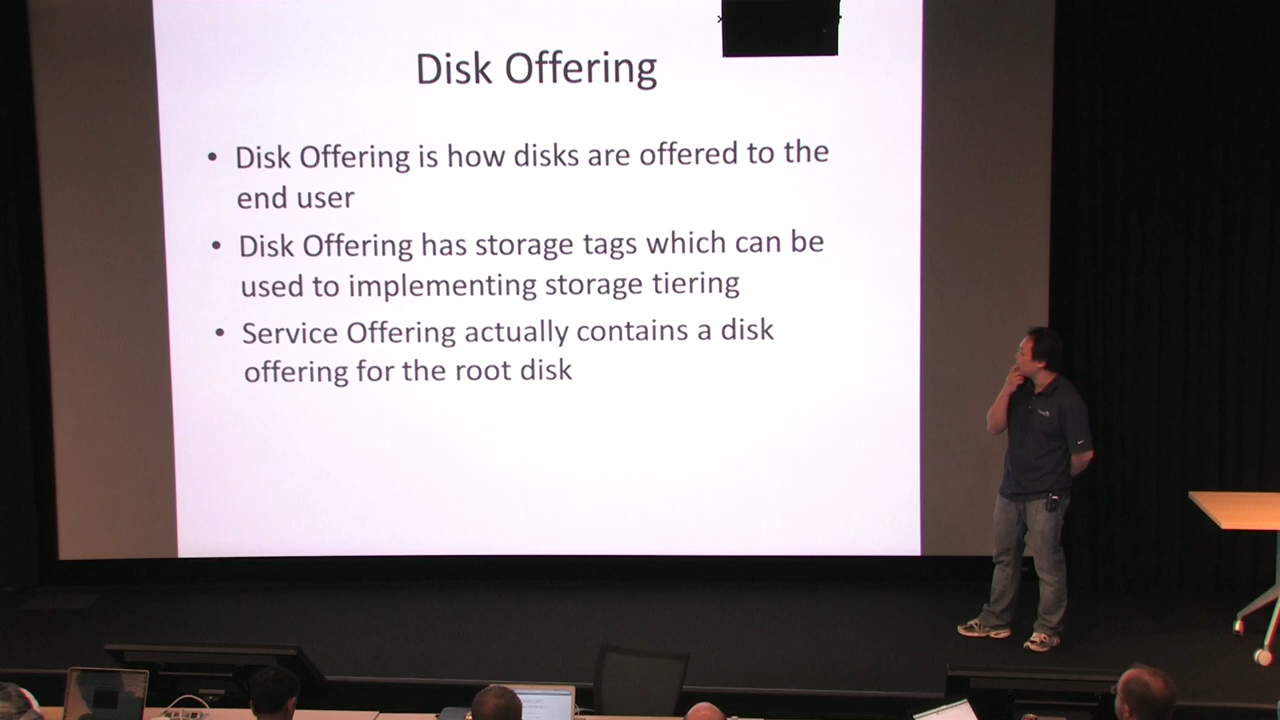 Disk Offering
• Disk Offering is how disks are offered to the
end user
• Disk Offering has storage tags which can be
used to implementing storage tiering
• Service Offering actually contains a disk
offering for the root disk